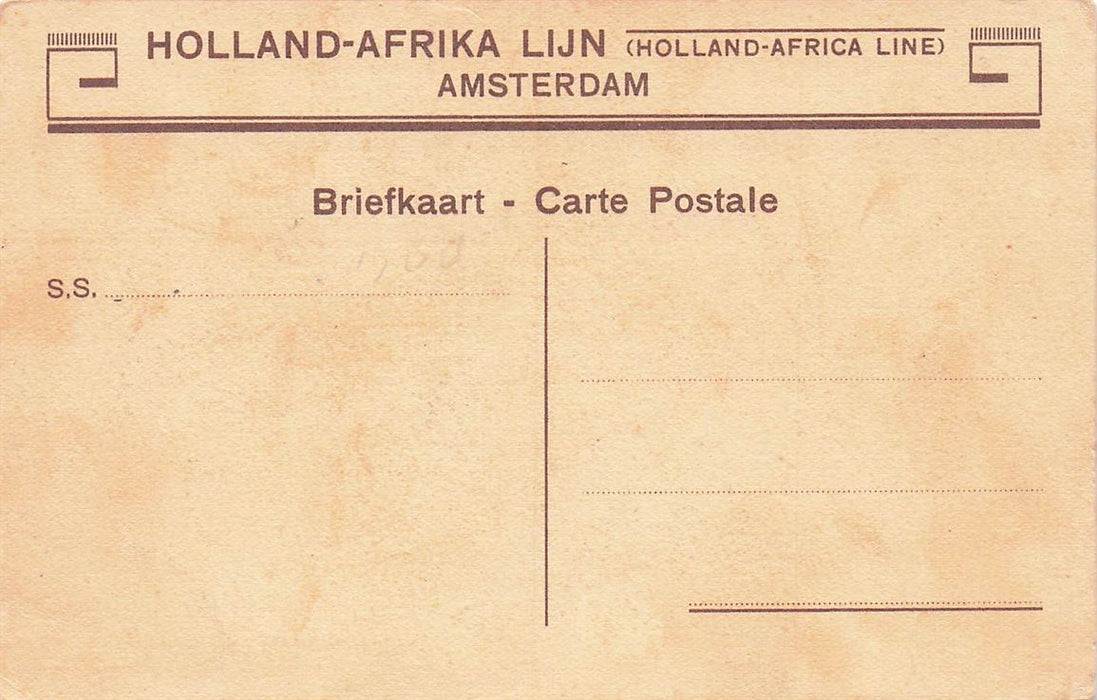 HOLLAND-AFRIKA LIJN (HOLLAND-AFRICA LINE)
AMSTERDAM
Briefkaart - Carte Postale
S.S.